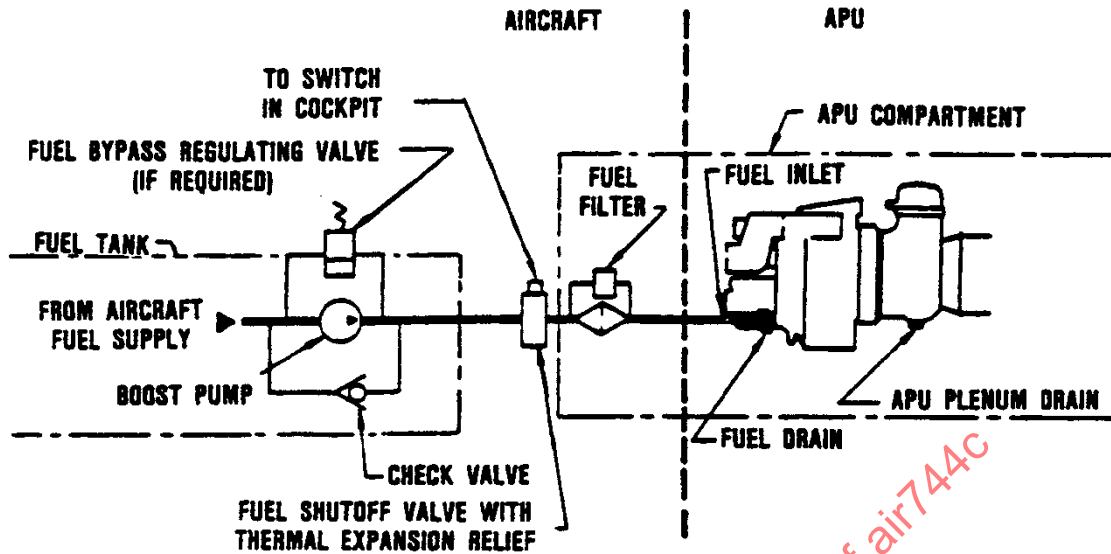 AIRCRAFT
APU
TO SWITCH
IN COCKPIT
APU COMPARTMENT
FUEL BYPASS REGULATING VALVE
(IF REQUIRED)
FUEL
FILTER
FUEL INLET
FUEL TANK
FROM AIRCRAFT
FUEL SUPPLY
BOOST PUMP
APU PLENUM DRAIN
FUEL DRAIN
CHECK VALVE
FUEL SHUTOFF VALVE WITH
THERMAL EXPANSION RELIEF
f air744c